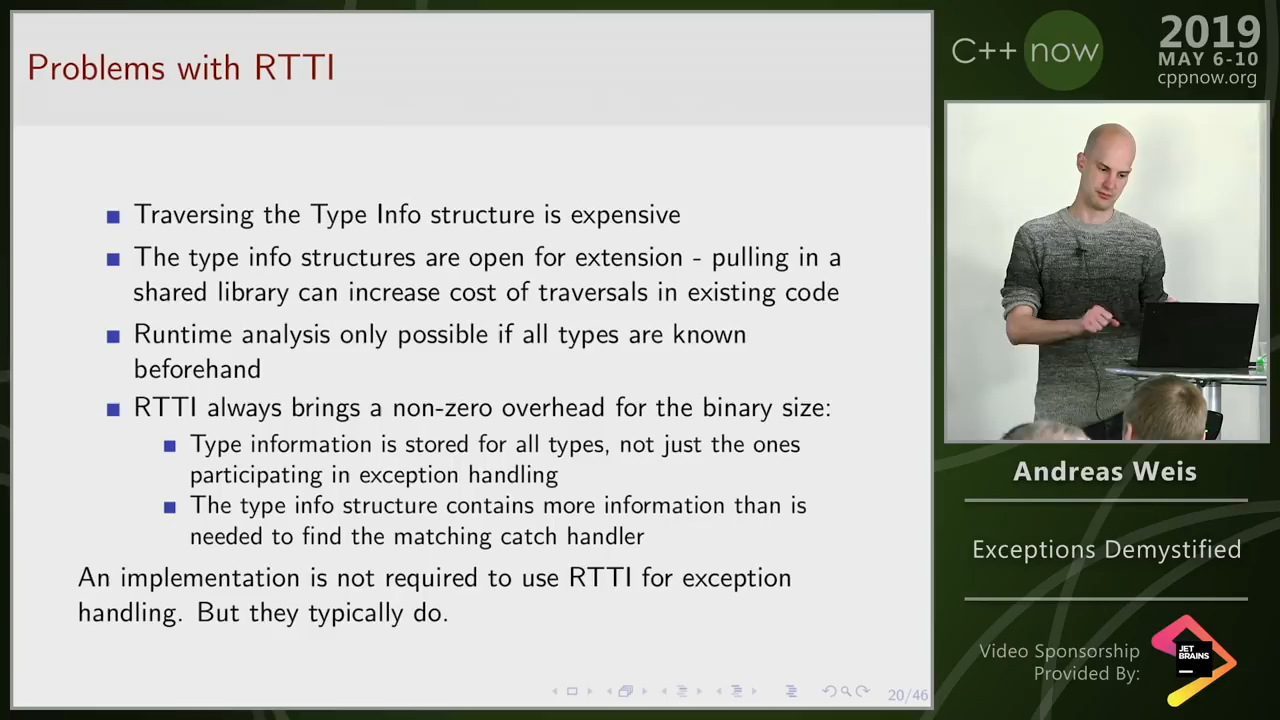 Problems with RTTI
Traversing the Type Info structure is expensive
The type info structures are open for extension - pulling in a
shared library can increase cost of traversals in existing code
Runtime analysis only possible if all types are known
beforehand
RTTI always brings a non-zero overhead for the binary size:
Type information is stored for all types, not just the ones
participating in exception handling
The type info structure contains more information than is
needed to find the matching catch handler
An implementation is not required to use RTTI for exception
handling. But they typically do.
20/46
C++ now
2019
MAY 6-10
cppnow.org
Andreas Weis
Exceptions Demystified
Video Sponsorship
Provided By:
JET
BRAINS